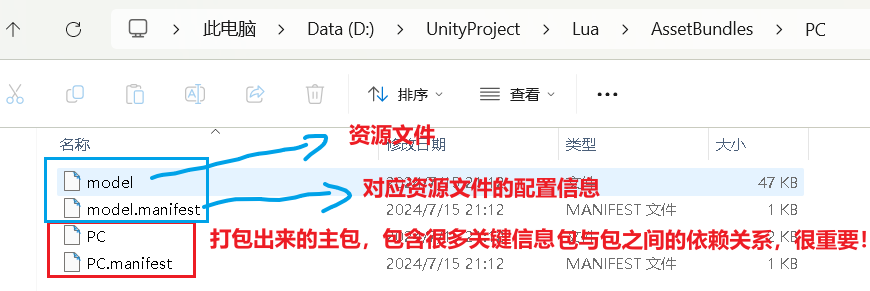 此电脑 Data (D:) UnityProject Lua AssetBundles PC
排序 查看
名称 修改日期 类型 大小
资源文件
model 47 KB
对应资源文件的配置信息
model.manifest 2024/7/15 21:12 MANIFEST 文件 1 KB
PC
打包出来的主包，包含很多关键信息包与包之间的依赖关系，很重要！
PC.manifest 2024/7/15 21:12 MANIFEST 文件 1 KB